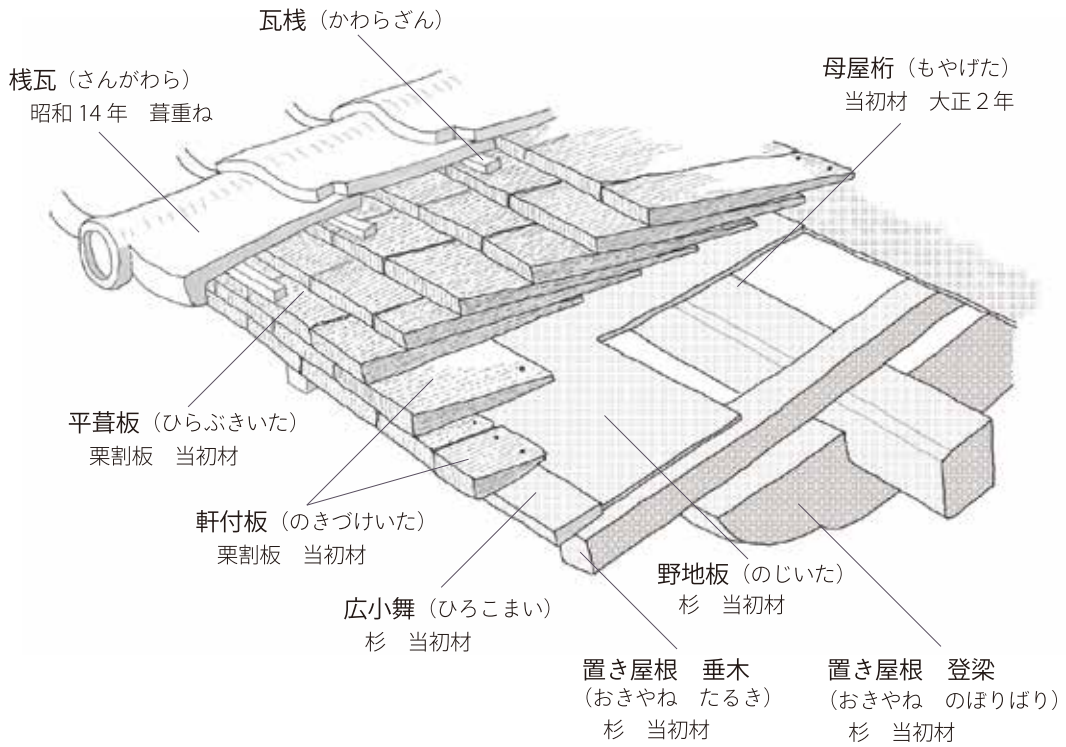 瓦桟（かわらざん）
桟瓦（さんがわら）
昭和 14 年　葺重ね
母屋桁（もやげた）
当初材　大正２年
平葺板（ひらぶきいた）
栗割板　当初材
軒付板（のきづけいた）
栗割板　当初材
広小舞（ひろこまい）
杉　当初材
野地板（のじいた）
杉　当初材
置き屋根　垂木
（おきやね　たるき）
杉　当初材
置き屋根　登梁
（おきやね　のぼりばり）
杉　当初材